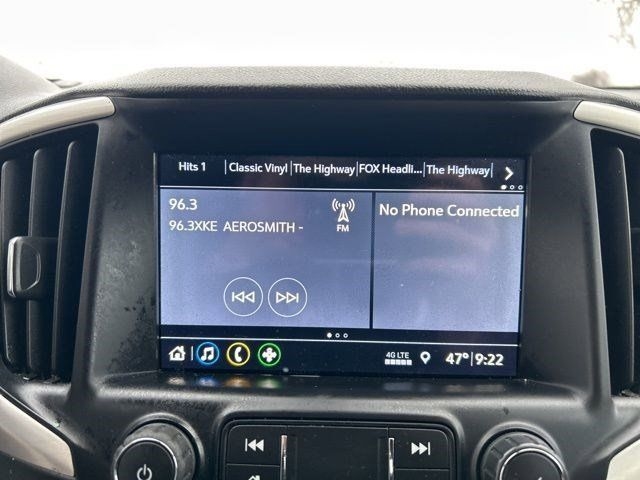 Hits 1 Classic Vinyl The Highway FOX Headli... The Highway
96.3
96.3XKE AEROSMITH -
FM
No Phone Connected
4G LTE 47° 9:22